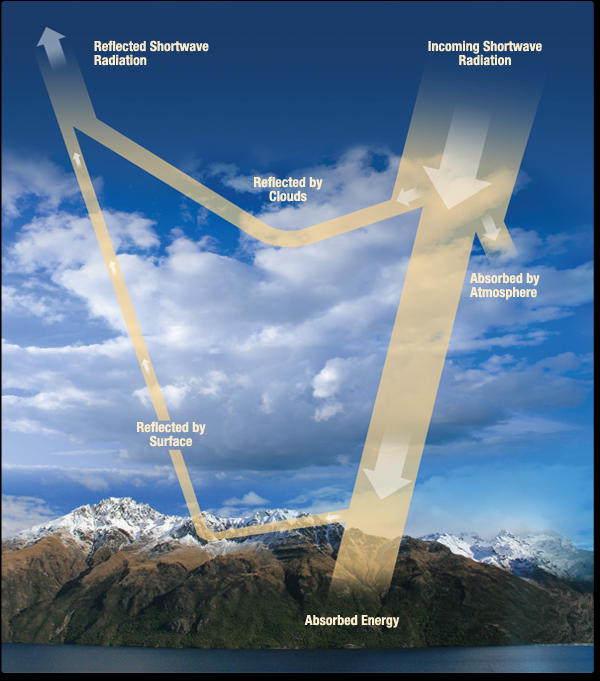 Reflected Shortwave
Radiation
Incoming Shortwave
Radiation
Reflected by
Clouds
Absorbed by
Atmosphere
Reflected by
Surface
Absorbed Energy